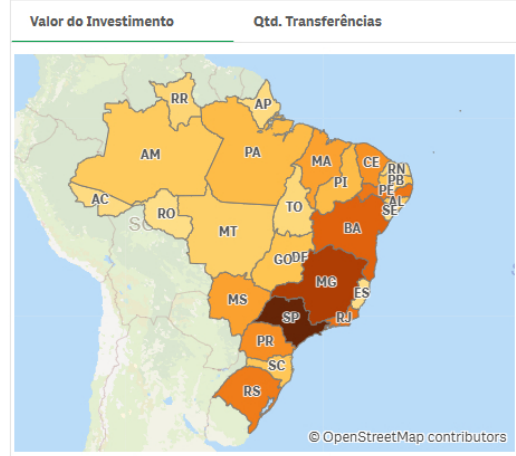 Valor do Investimento Qtd. Transferências
RR AP
AM PA MA CE RN
PB
PI PE
AC TO AL
SE
RO BA
MT
GO DF
MG
MS ES
SP RJ
PR
SC
RS
© OpenStreetMap contributors